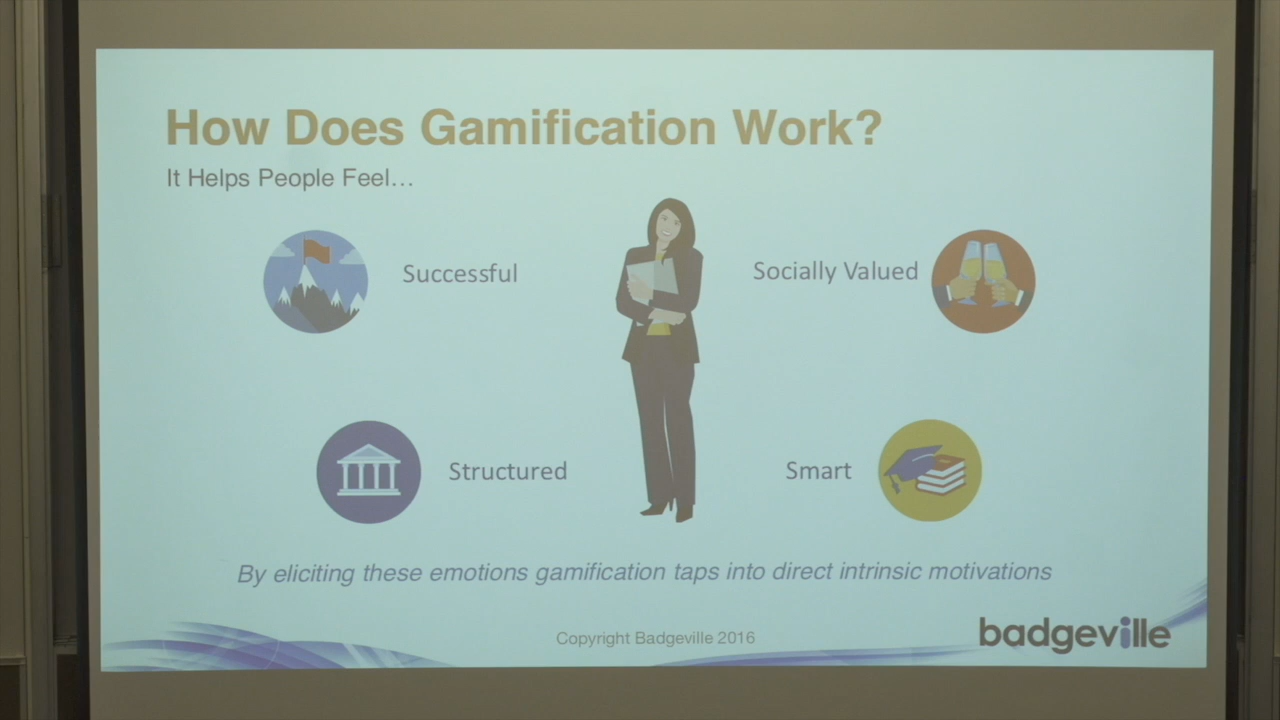 How Does Gamification Work?
It Helps People Feel…
Successful
Socially Valued
Structured
Smart
By eliciting these emotions gamification taps into direct intrinsic motivations
Copyright Badgeville 2016
badgeville